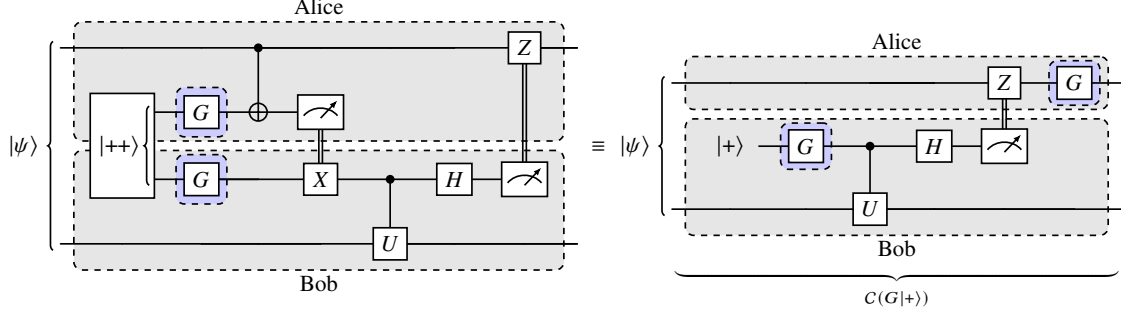 Alice
Z
G
|ψ⟩
|++⟩
G
X
H
U
Bob
≡
Alice
Z
G
|ψ⟩
|+⟩
G
H
U
Bob
C(G|+⟩)